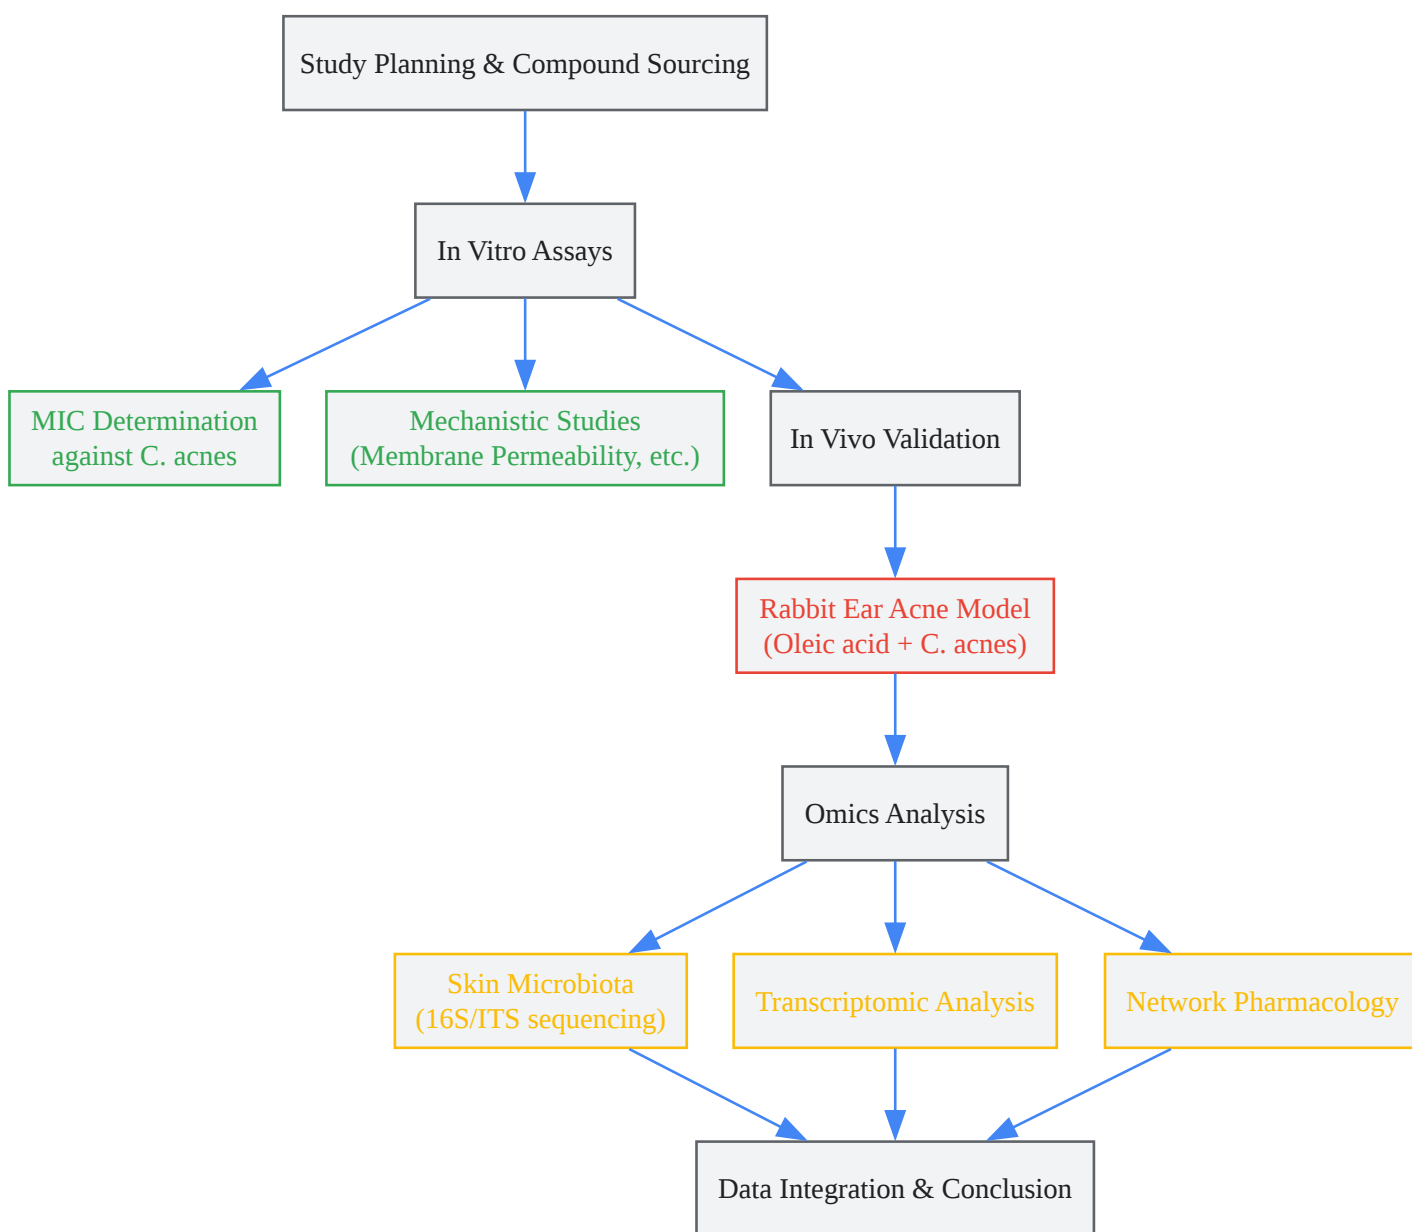 Study Planning & Compound Sourcing
In Vitro Assays
MIC Determination
against C. acnes
Mechanistic Studies
(Membrane Permeability, etc.)
In Vivo Validation
Rabbit Ear Acne Model
(Oleic acid + C. acnes)
Omics Analysis
Skin Microbiota
(16S/ITS sequencing)
Transcriptomic Analysis
Network Pharmacology
Data Integration & Conclusion